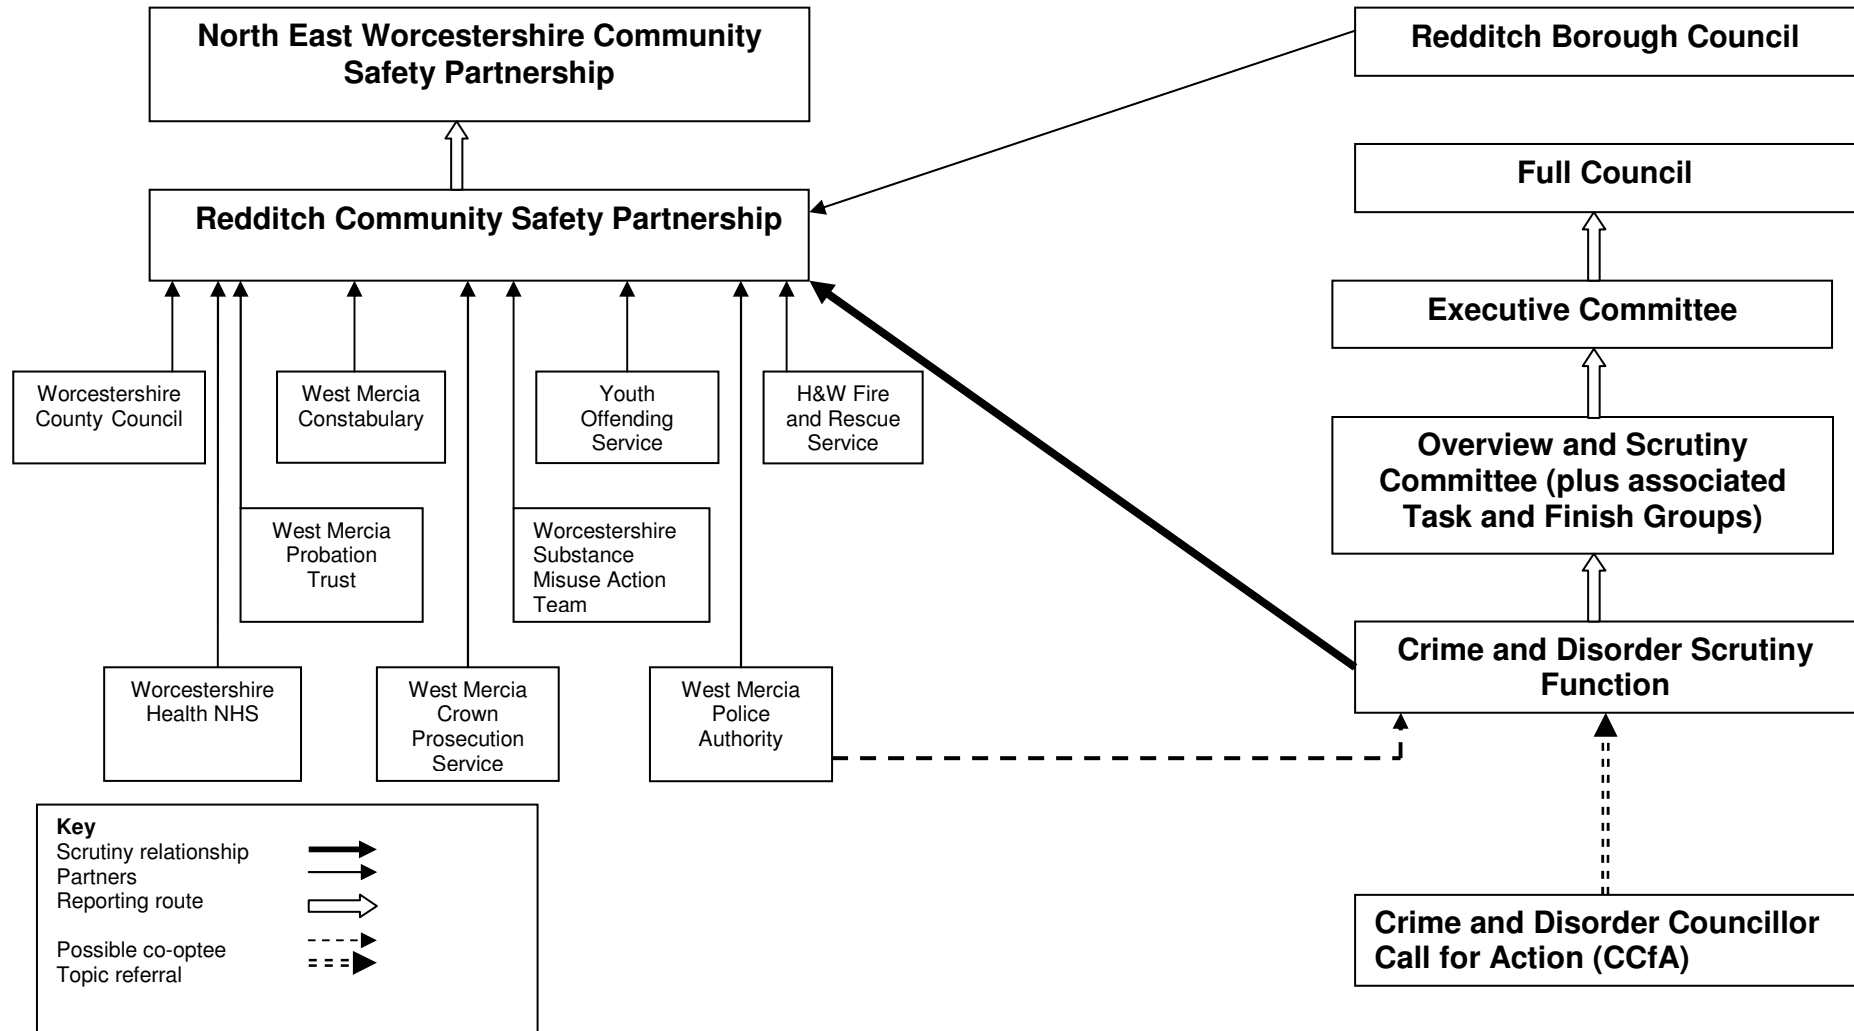 North East Worcestershire Community
Safety Partnership
Redditch Borough Council
Full Council
Redditch Community Safety Partnership
Executive Committee
Worcestershire
County Council
West Mercia
Constabulary
Youth
Offending
Service
H&W Fire
and Rescue
Service
Overview and Scrutiny
Committee (plus associated
Task and Finish Groups)
West Mercia
Probation
Trust
Worcestershire
Substance
Misuse Action
Team
Crime and Disorder Scrutiny
Function
Worcestershire
Health NHS
West Mercia
Crown
Prosecution
Service
West Mercia
Police
Authority
Key
Scrutiny relationship
Partners
Reporting route
Possible co-optee
Topic referral
Crime and Disorder Councillor
Call for Action (CCfA)